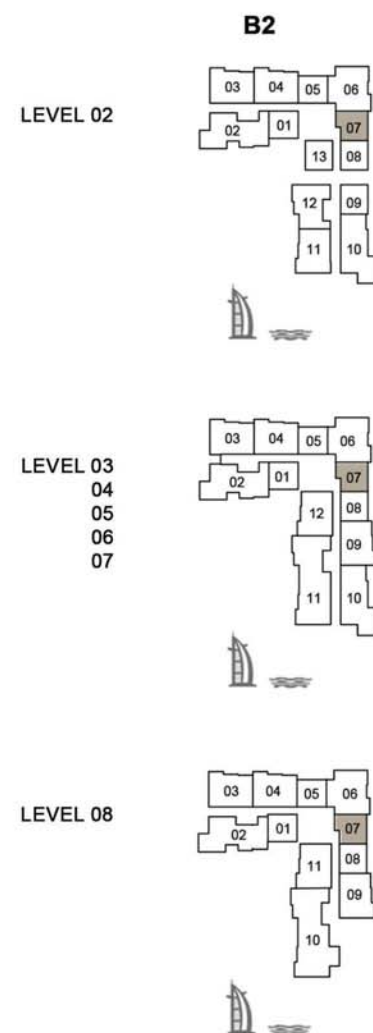 B2
LEVEL 02
03 04 05 06
02 01 07
13 08
12 09
11 10
LEVEL 03
04
05
06
07
03 04 05 06
02 01 07
08
12
09
11 10
LEVEL 08
03 04 05 06
02 01 07
11 08
09
10